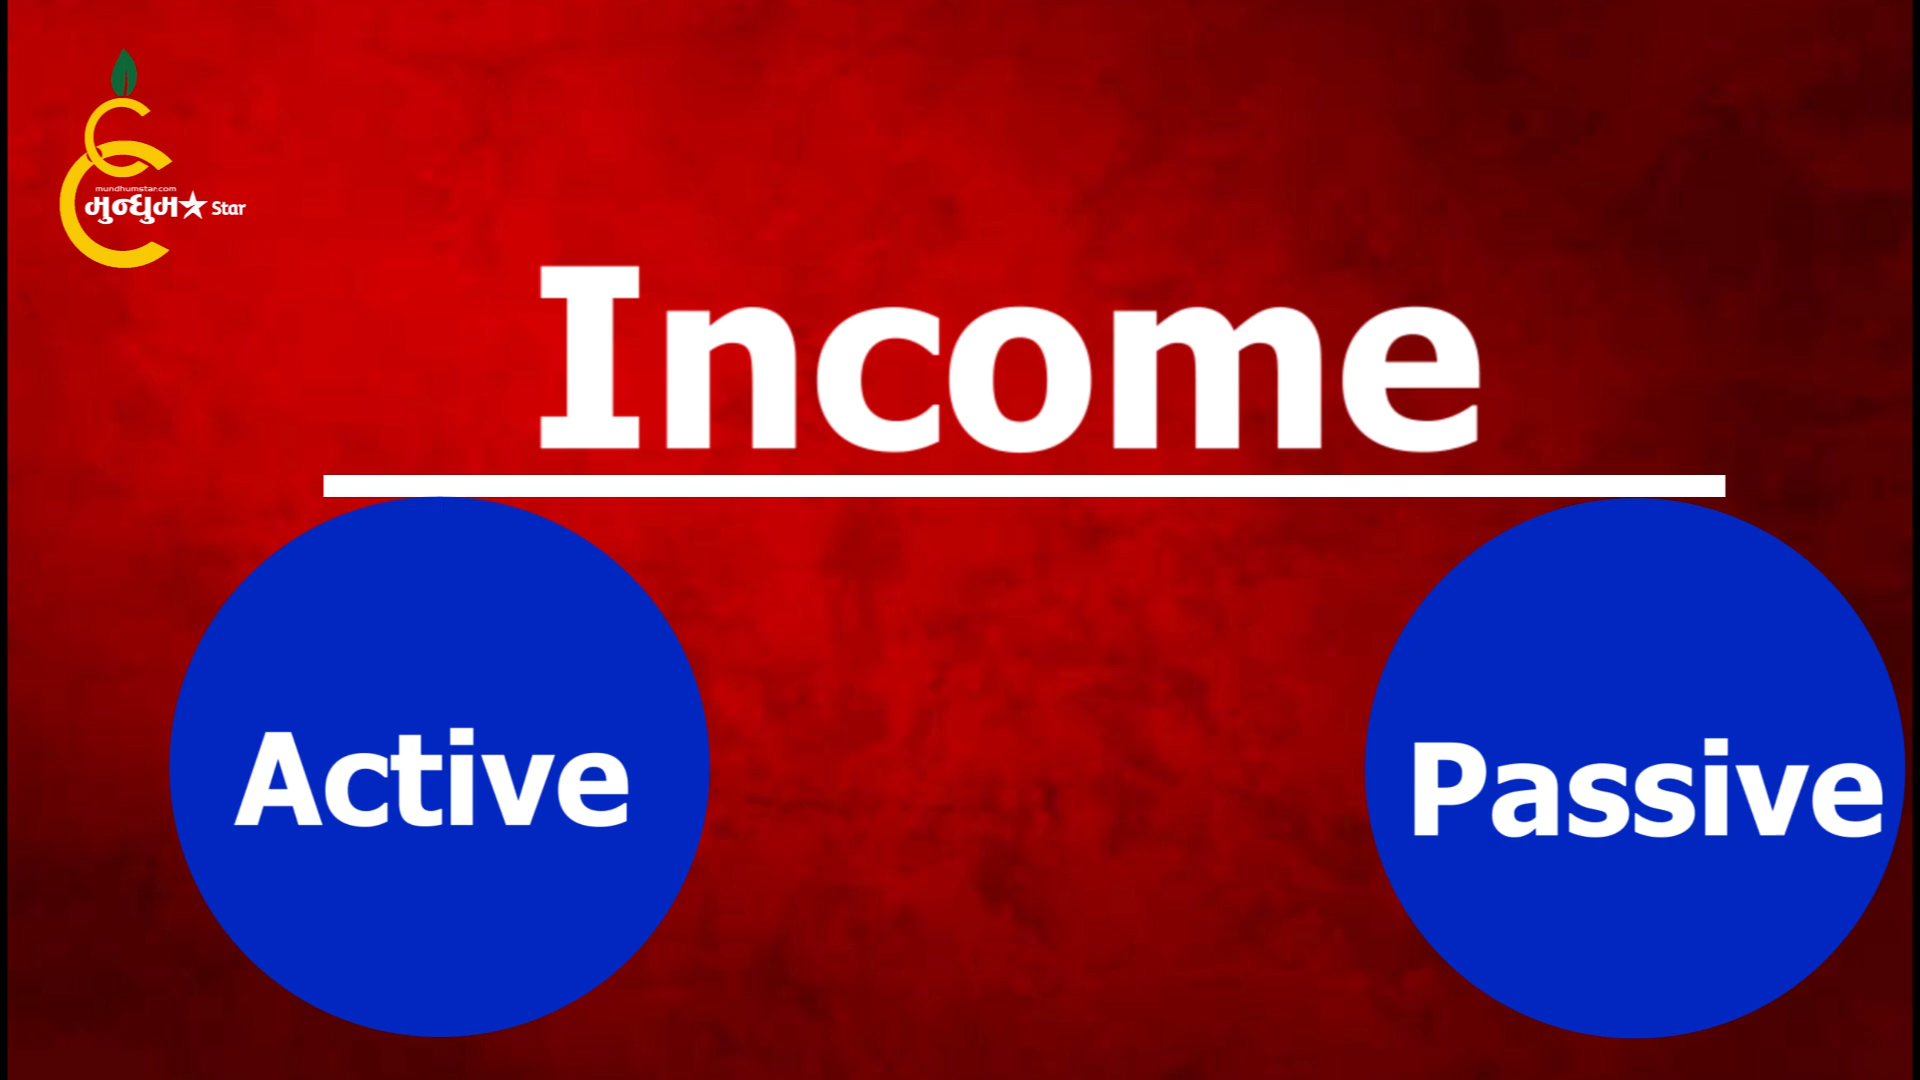 mundhumstar.com
મુન્ધુમ★ Star
Income
Active
Passive